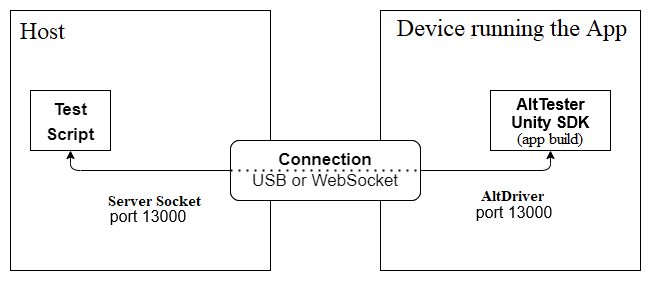 Host
Device running the App
Test
Script
AltTester
Unity SDK
(app build)
Connection
USB or WebSocket
Server Socket
port 13000
AltDriver
port 13000